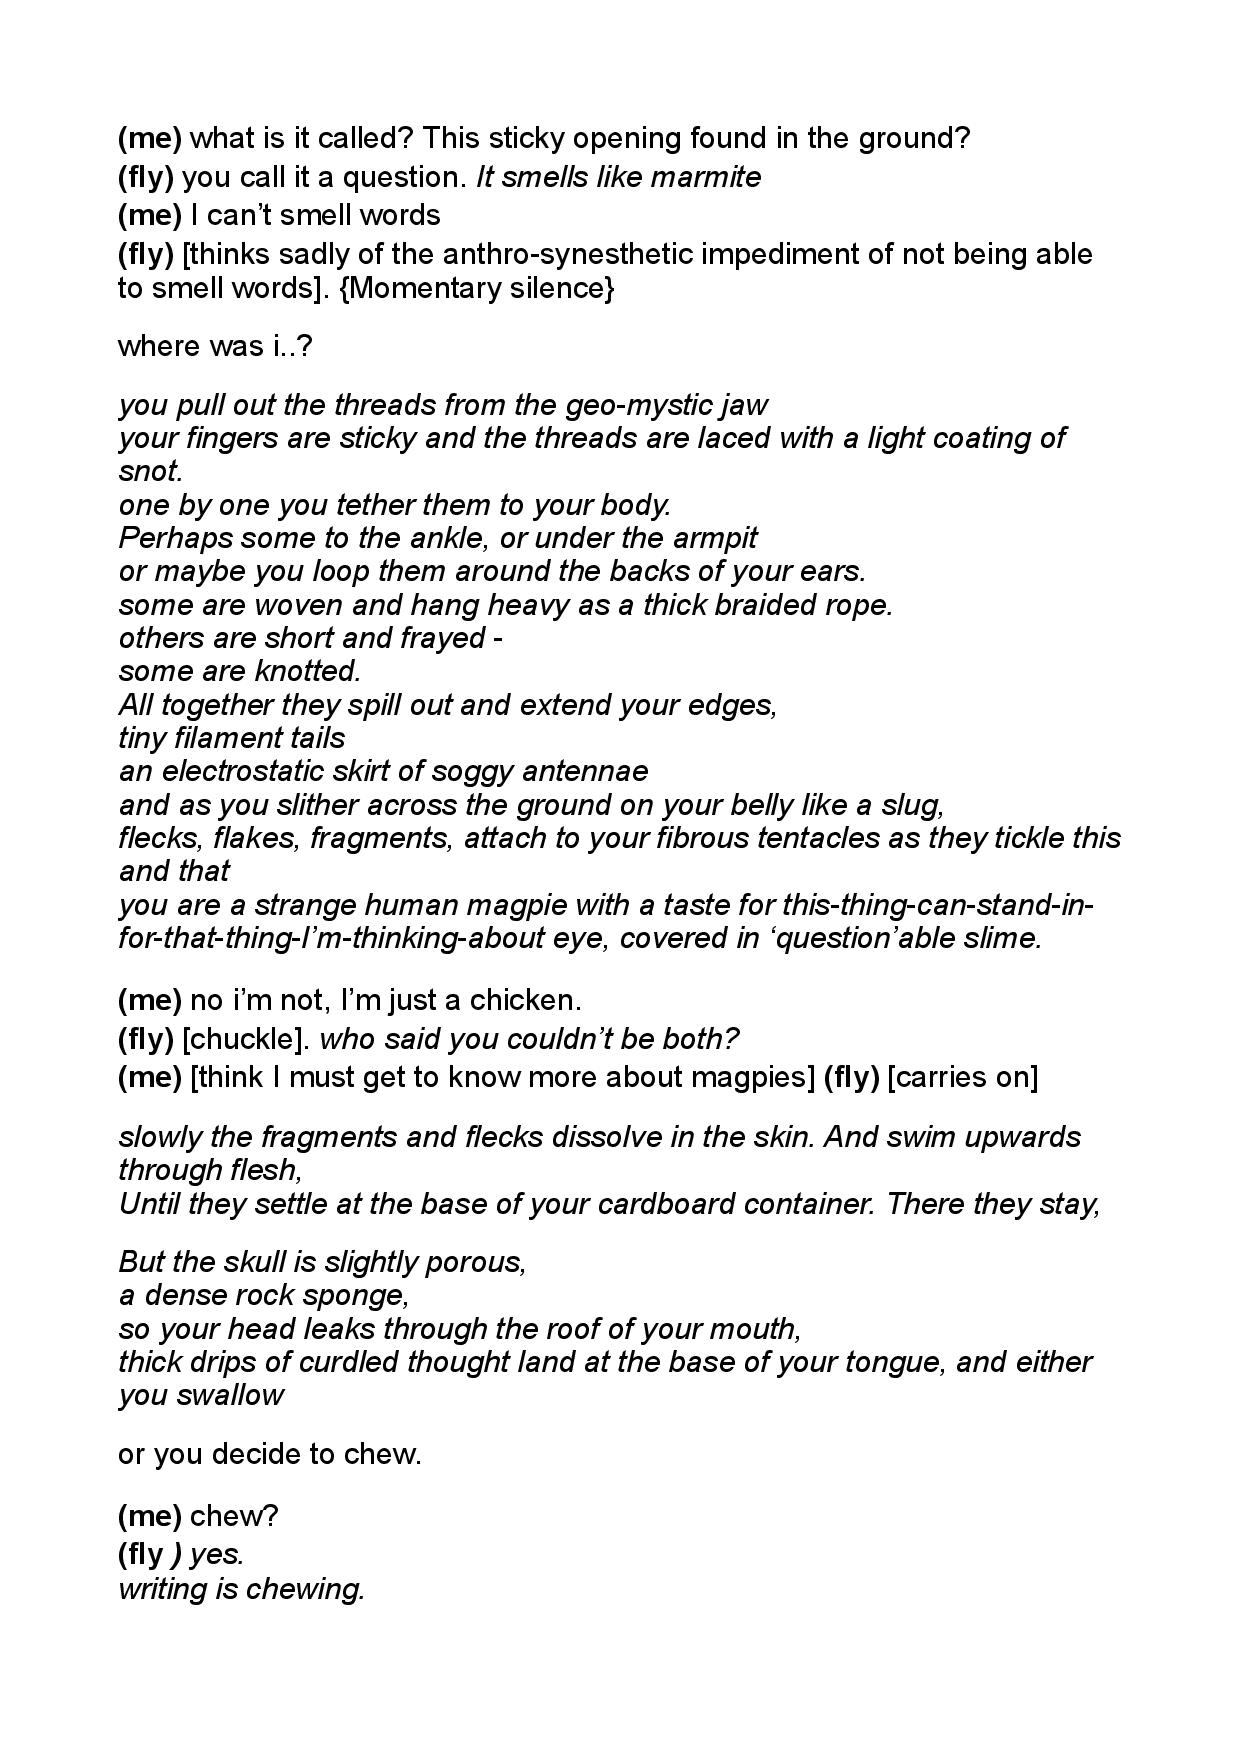 (me) what is it called? This sticky opening found in the ground?
(fly) you call it a question. It smells like marmite
(me) I can’t smell words
(fly) [thinks sadly of the anthro-synesthetic impediment of not being able
to smell words]. {Momentary silence}
where was i..?
you pull out the threads from the geo-mystic jaw
your fingers are sticky and the threads are laced with a light coating of
snot.
one by one you tether them to your body.
Perhaps some to the ankle, or under the armpit
or maybe you loop them around the backs of your ears.
some are woven and hang heavy as a thick braided rope.
others are short and frayed -
some are knotted.
All together they spill out and extend your edges,
tiny filament tails
an electrostatic skirt of soggy antennae
and as you slither across the ground on your belly like a slug,
flecks, flakes, fragments, attach to your fibrous tentacles as they tickle this
and that
you are a strange human magpie with a taste for this-thing-can-stand-in-
for-that-thing-I’m-thinking-about eye, covered in ‘question’able slime.
(me) no i’m not, I’m just a chicken.
(fly) [chuckle]. who said you couldn’t be both?
(me) [think I must get to know more about magpies] (fly) [carries on]
slowly the fragments and flecks dissolve in the skin. And swim upwards
through flesh,
Until they settle at the base of your cardboard container. There they stay,
But the skull is slightly porous,
a dense rock sponge,
so your head leaks through the roof of your mouth,
thick drips of curdled thought land at the base of your tongue, and either
you swallow
or you decide to chew.
(me) chew?
(fly ) yes.
writing is chewing.